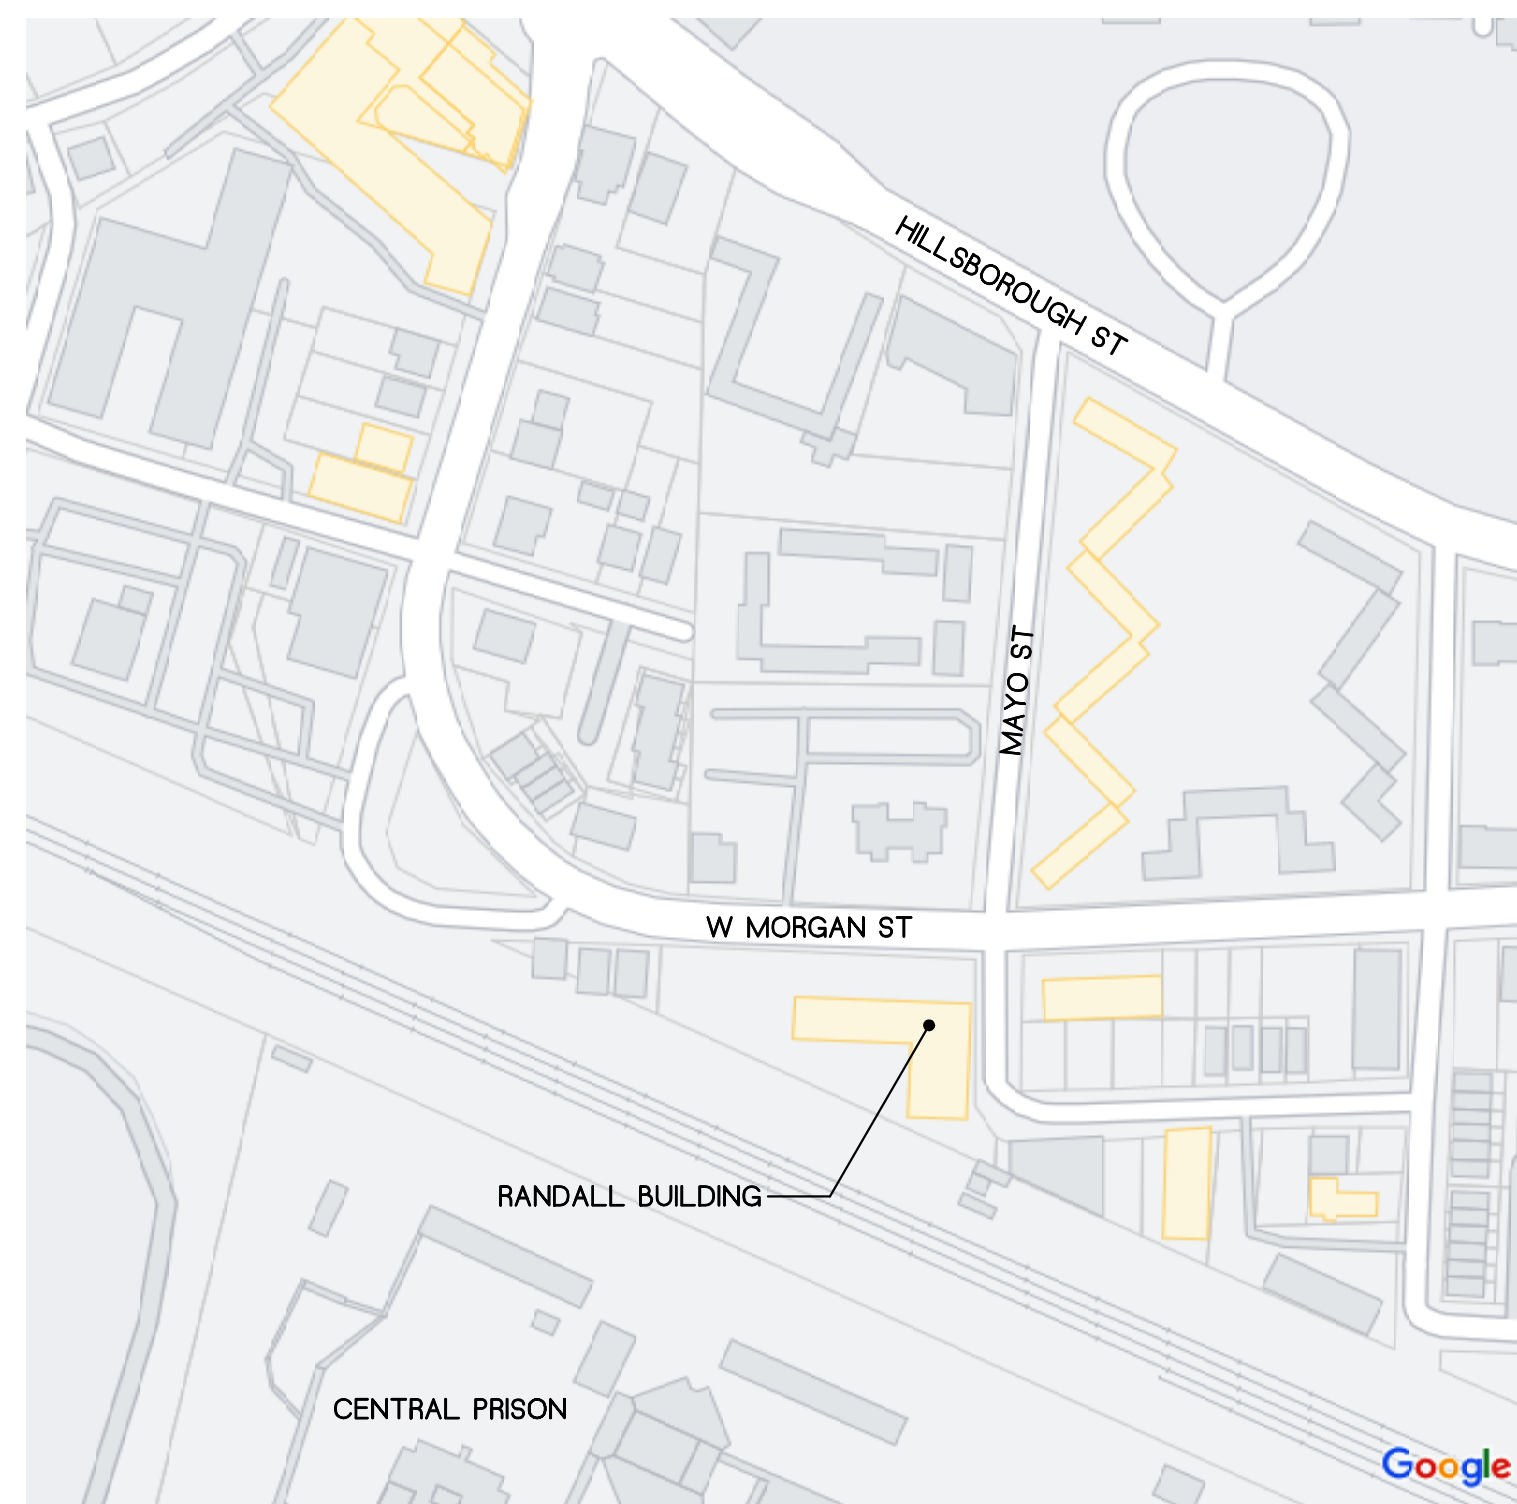 HILLSBOROUGH ST
MAYO ST
W MORGAN ST
RANDALL BUILDING
CENTRAL PRISON
Google